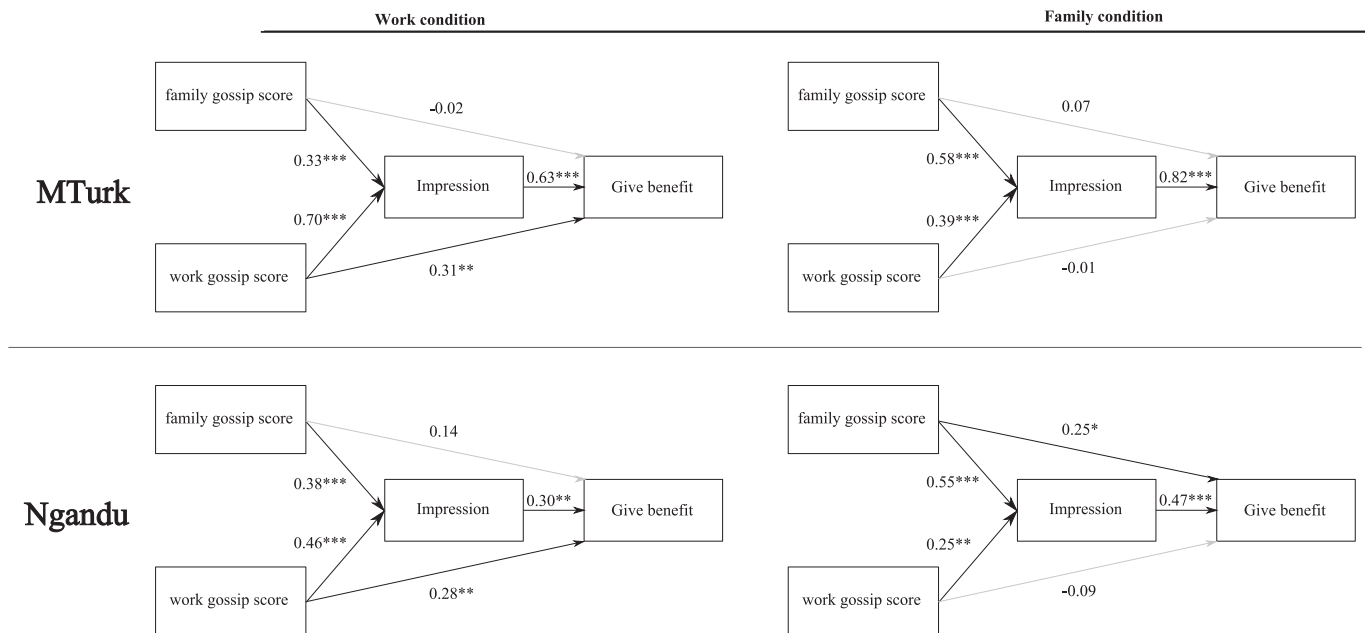 Work condition
Family condition
MTurk
family gossip score
-0.02
0.33***
Impression
0.63***
Give benefit
0.70***
work gossip score
0.31**
family gossip score
0.07
0.58***
Impression
0.82***
Give benefit
0.39***
work gossip score
-0.01
Ngandu
family gossip score
0.14
0.38***
Impression
0.30**
Give benefit
0.46***
work gossip score
0.28**
family gossip score
0.25*
0.55***
Impression
0.47***
Give benefit
0.25**
work gossip score
-0.09